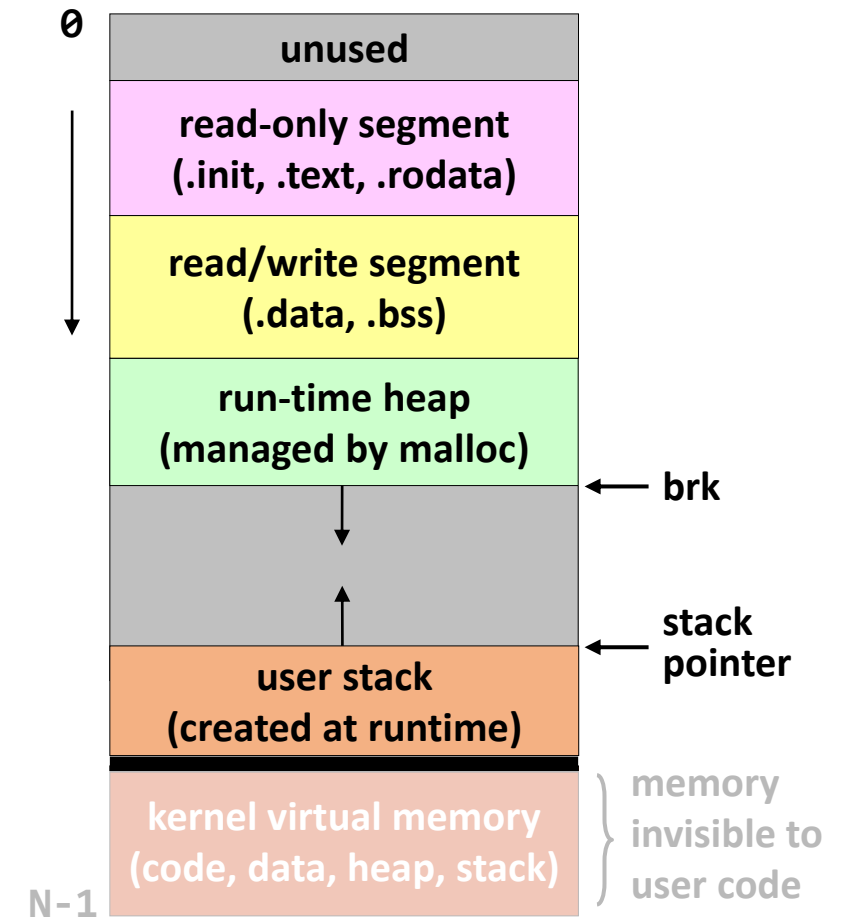 0
unused
read-only segment
(.init, .text, .rodata)
read/write segment
(.data, .bss)
run-time heap
(managed by malloc)
brk
stack
pointer
user stack
(created at runtime)
kernel virtual memory
(code, data, heap, stack)
memory
invisible to
user code
N-1